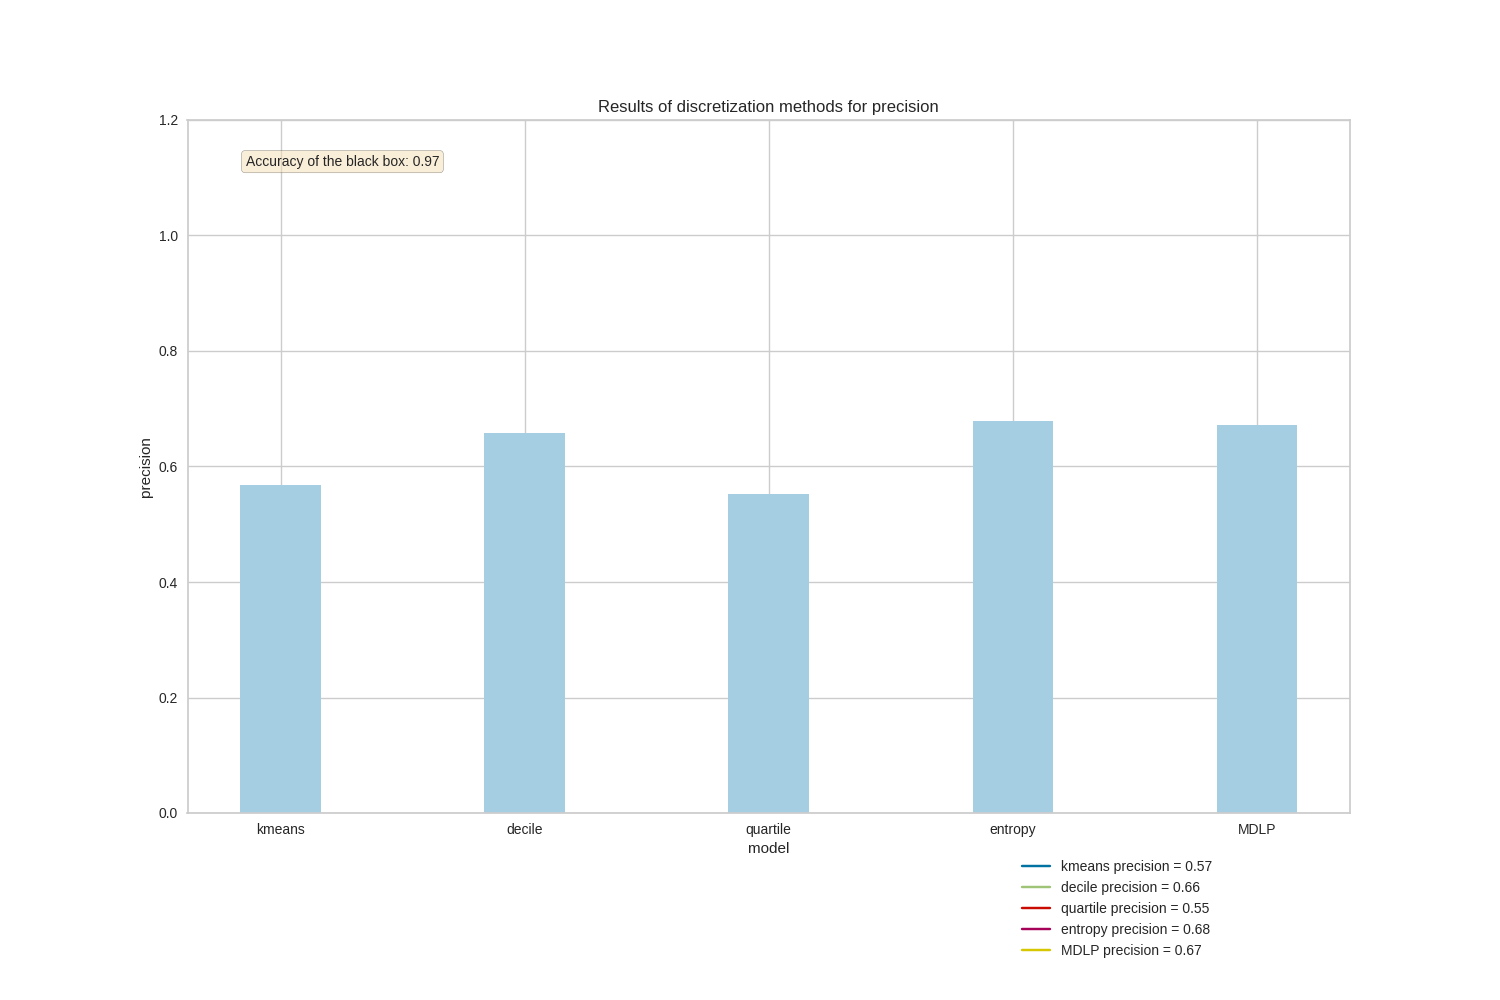 Results of discretization methods for precision
1.2
Accuracy of the black box: 0.97
1.0
0.8
0.6
precision
0.4
0.2
0.0
kmeans decile quartile entropy MDLP
model
kmeans precision = 0.57
decile precision = 0.66
quartile precision = 0.55
entropy precision = 0.68
MDLP precision = 0.67